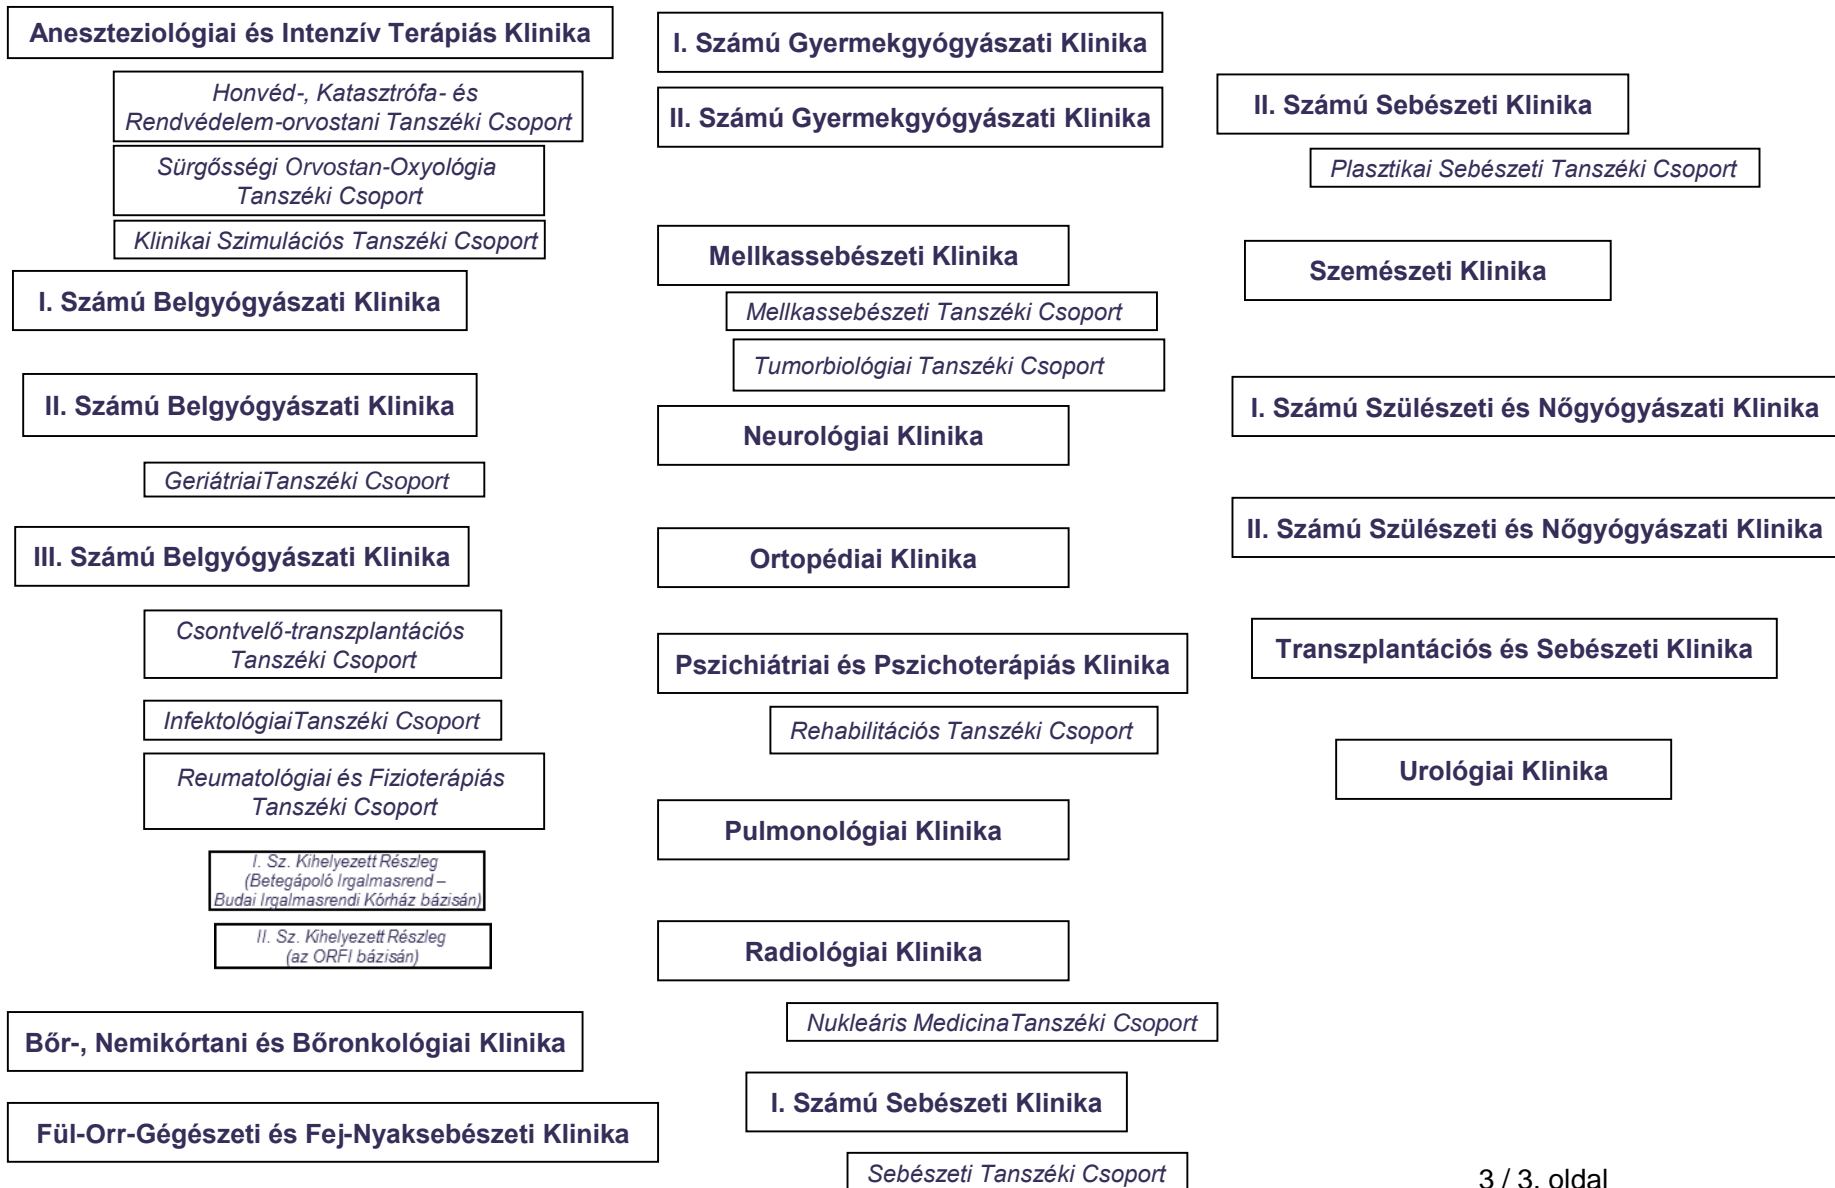 Aneszteziológiai és Intenzív Terápiás Klinika
Honvéd-, Katasztrófa- és
Rendvédelem-orvostani Tanszéki Csoport
Sürgősségi Orvostan-Oxyológia
Tanszéki Csoport
Klinikai Szimulációs Tanszéki Csoport
I. Számú Belgyógyászati Klinika
II. Számú Belgyógyászati Klinika
GeriátriaiTanszéki Csoport
III. Számú Belgyógyászati Klinika
Csontvelő-transzplantációs
Tanszéki Csoport
InfektológiaiTanszéki Csoport
Reumatológiai és Fizioterápiás
Tanszéki Csoport
I. Sz. Kihelyezett Részleg
(Betegápoló Irgalmasrend –
Budai Irgalmasrendi Kórház bázisán)
II. Sz. Kihelyezett Részleg
(az ORFI bázisán)
Bőr-, Nemikórtani és Bőronkológiai Klinika
Fül-Orr-Gégészeti és Fej-Nyaksebészeti Klinika
I. Számú Gyermekgyógyászati Klinika
II. Számú Gyermekgyógyászati Klinika
Mellkassebészeti Klinika
Mellkassebészeti Tanszéki Csoport
Tumorbiológiai Tanszéki Csoport
Neurológiai Klinika
Ortopédiai Klinika
Pszichiátriai és Pszichoterápiás Klinika
Rehabilitációs Tanszéki Csoport
Pulmonológiai Klinika
Radiológiai Klinika
Nukleáris MedicinaTanszéki Csoport
I. Számú Sebészeti Klinika
Sebészeti Tanszéki Csoport
II. Számú Sebészeti Klinika
Plasztikai Sebészeti Tanszéki Csoport
Szemészeti Klinika
I. Számú Szülészeti és Nőgyógyászati Klinika
II. Számú Szülészeti és Nőgyógyászati Klinika
Transzplantációs és Sebészeti Klinika
Urológiai Klinika
3 / 3. oldal